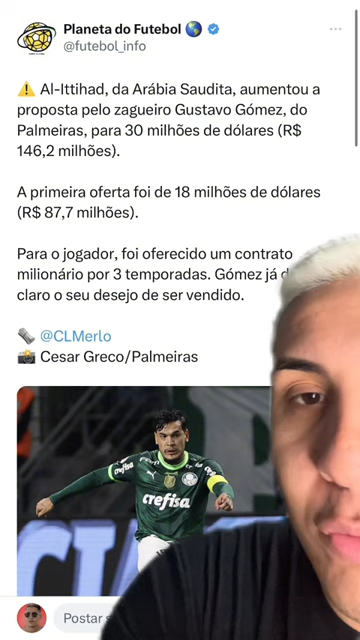 Planeta do Futebol
@futebol_info
Al-Ittihad, da Arábia Saudita, aumentou a
proposta pelo zagueiro Gustavo Gómez, do
Palmeiras, para 30 milhões de dólares (R$
146,2 milhões).
A primeira oferta foi de 18 milhões de dólares
(R$ 87,7 milhões).
Para o jogador, foi oferecido um contrato
milionário por 3 temporadas. Gómez já
claro o seu desejo de ser vendido.
@CLMerlo
Cesar Greco/Palmeiras
crefisa
Postar